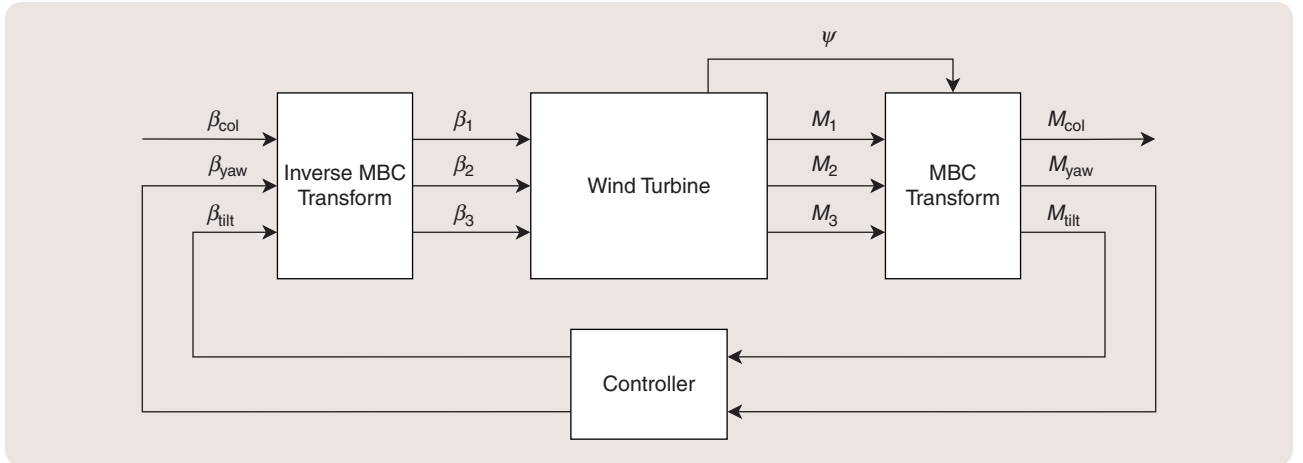 ψ
β_col
β_yaw
β_tilt
Inverse MBC
Transform
β_1
β_2
β_3
Wind Turbine
M_1
M_2
M_3
MBC
Transform
M_col
M_yaw
M_tilt
Controller